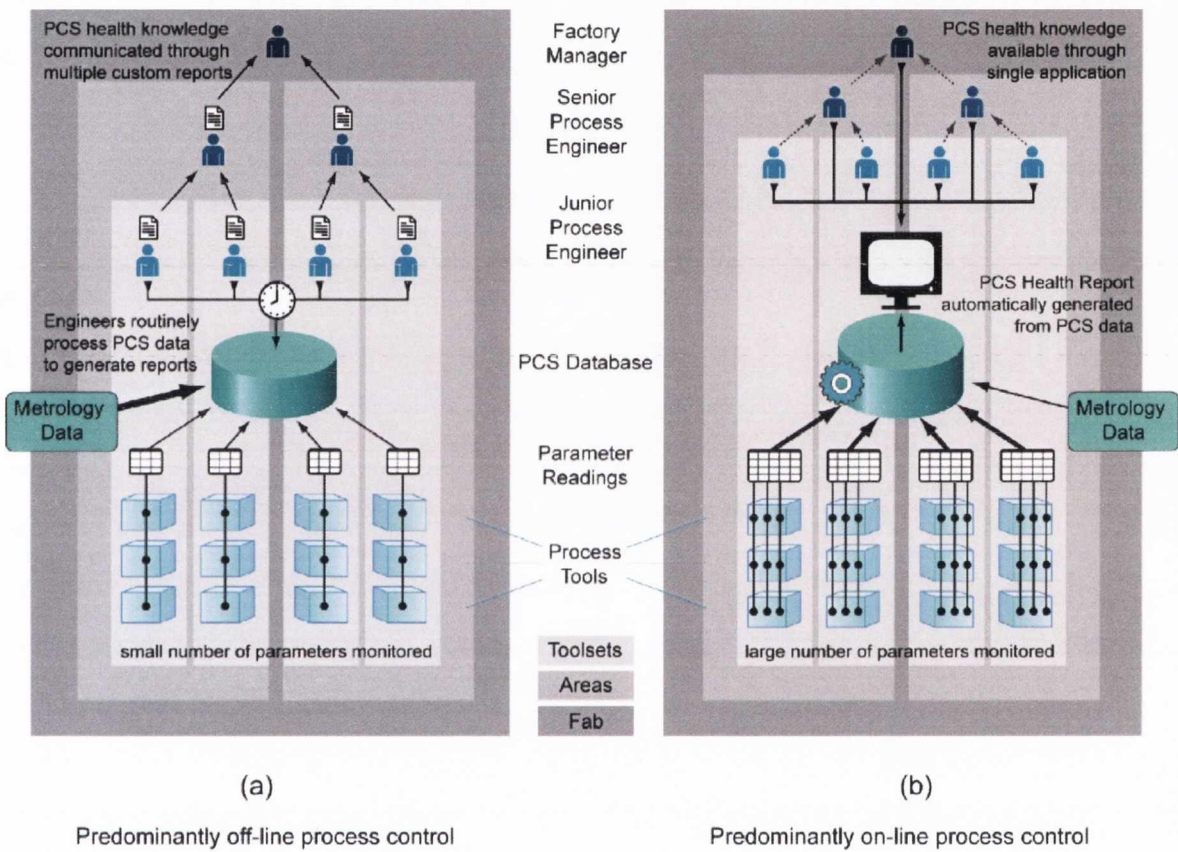 PCS health knowledge
communicated through
multiple custom reports
Factory
Manager
Senior
Process
Engineer
Junior
Process
Engineer
Engineers routinely
process PCS data
to generate reports
PCS Database
Metrology
Data
Parameter
Readings
Process
Tools
small number of parameters monitored
Toolsets
Areas
Fab
PCS health knowledge
available through
single application
PCS Health Report
automatically generated
from PCS data
Metrology
Data
large number of parameters monitored
(a)
(b)
Predominantly off-line process control
Predominantly on-line process control